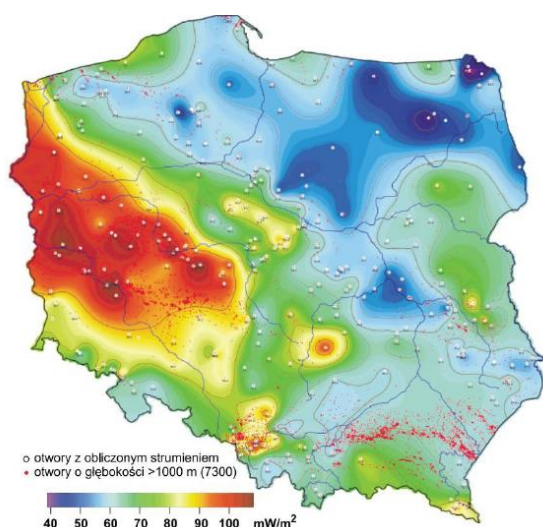 otwory z obliczonym strumieniem
otwory o głębokości >1000 m (7300)
40 50 60 70 80 90 100 mW/m²